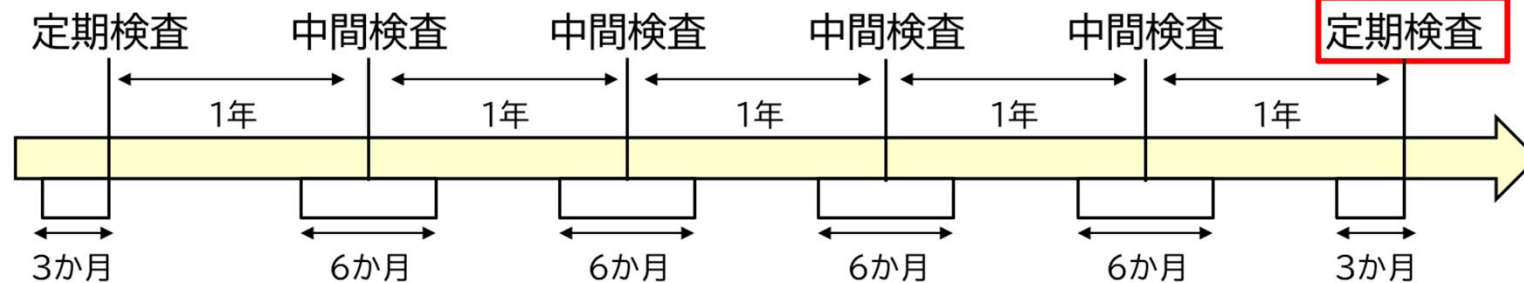 定期検査 中間検査 中間検査 中間検査 中間検査 定期検査
1年 1年 1年 1年 1年
3か月 6か月 6か月 6か月 6か月 3か月